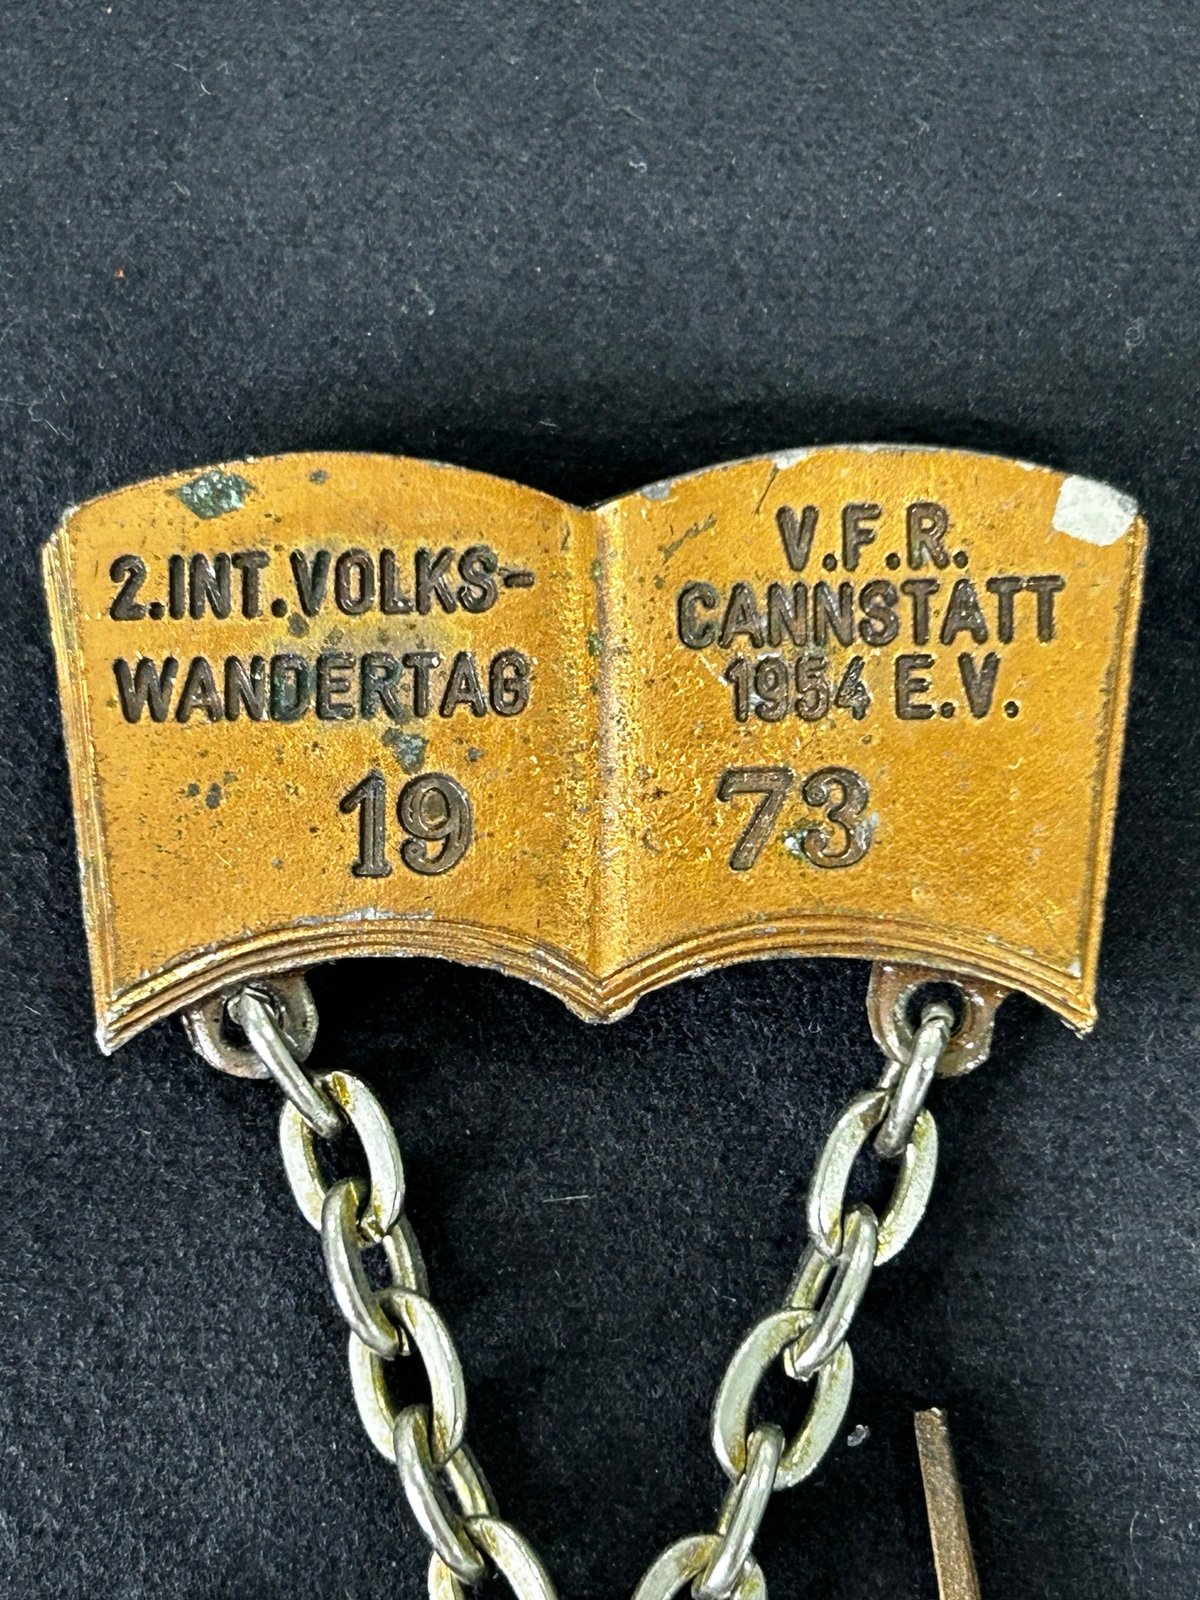 2.INT.VOLKS-
WANDERTAG
19
V.F.R.
CANNSTATT
1954 E.V.
73